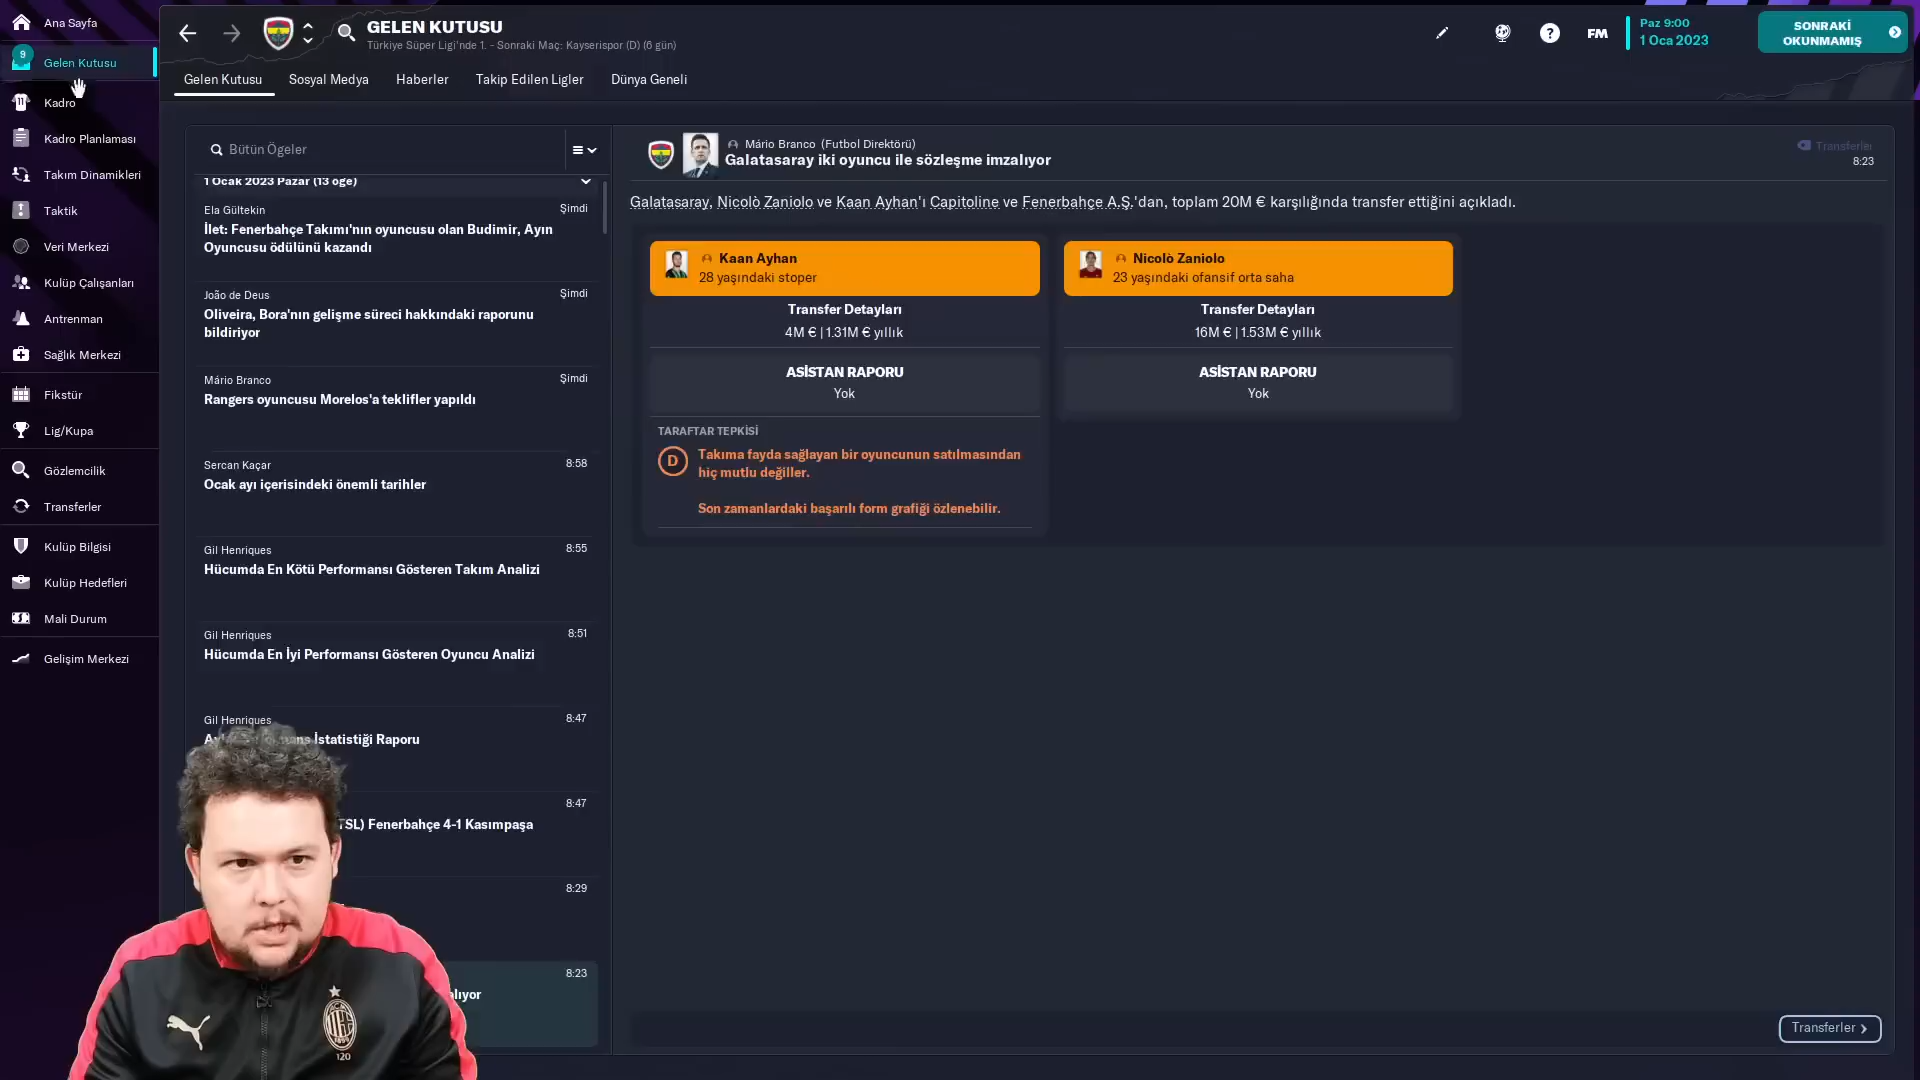 Ana Sayfa
9
Gelen Kutusu
Kadro
Kadro Planlaması
Takım Dinamikleri
Taktik
Veri Merkezi
Kulüp Çalışanları
Antrenman
Sağlık Merkezi
Fikstür
Lig/Kupa
Gözlemcilik
Transferler
Kulüp Bilgisi
Kulüp Hedefleri
Mali Durum
Gelişim Merkezi
GELEN KUTUSU
Türkiye Süper Ligi'nde 1. - Sonraki Maç: Kayserispor (D) (6 gün)
FM
Paz 9:00
1 Oca 2023
SONRAKİ
OKUNMAMIŞ
Gelen Kutusu
Sosyal Medya
Haberler
Takip Edilen Ligler
Dünya Geneli
Bütün Ögeler
1 Ocak 2023 Pazar (13 öge)
Ela Gültekin
Şimdi
İlet: Fenerbahçe Takımı'nın oyuncusu olan Budimir, Ayın
Oyuncusu ödülünü kazandı
João de Deus
Şimdi
Oliveira, Bora'nın gelişme süreci hakkındaki raporunu
bildiriyor
Mário Branco
Şimdi
Rangers oyuncusu Morelos'a teklifler yapıldı
Sercan Kaçar
8:58
Ocak ayı içerisindeki önemli tarihler
Gil Henriques
8:55
Hücumda En Kötü Performansı Gösteren Takım Analizi
Gil Henriques
8:51
Hücumda En İyi Performansı Gösteren Oyuncu Analizi
Gil Henriques
8:47
İstatistiği Raporu
8:47
TSL) Fenerbahçe 4-1 Kasımpaşa
8:29
8:23
Mário Branco (Futbol Direktörü)
Galatasaray iki oyuncu ile sözleşme imzalıyor
Transferler
8:23
Galatasaray, Nicolò Zaniolo ve Kaan Ayhan'ı Capitoline ve Fenerbahçe A.Ş.'dan, toplam 20M € karşılığında transfer ettiğini açıkladı.
Kaan Ayhan
28 yaşındaki stoper
Transfer Detayları
4M € | 1.31M € yıllık
ASİSTAN RAPORU
Yok
TARAFTAR TEPKİSİ
D
Takıma fayda sağlayan bir oyuncunun satılmasından
hiç mutlu değiller.
Son zamanlardaki başarılı form grafiği özlenebilir.
Nicolò Zaniolo
23 yaşındaki ofansif orta saha
Transfer Detayları
16M € | 1.53M € yıllık
ASİSTAN RAPORU
Yok
Transferler
120